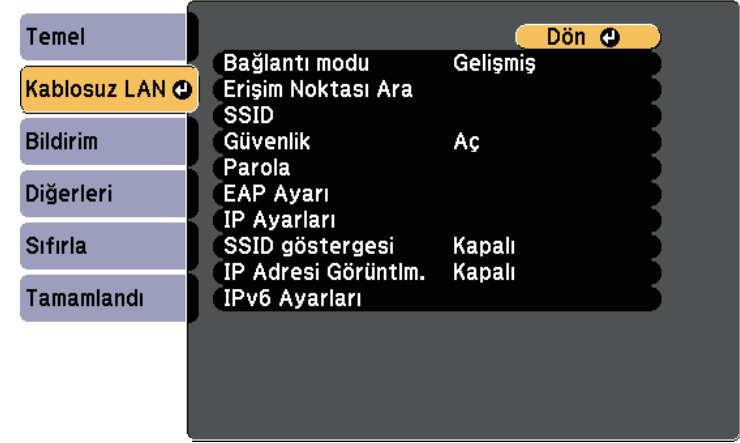 Temel
Kablosuz LAN
Bildirim
Diğerleri
Sıfırla
Tamamlandı
Dön
Bağlantı modu Gelişmiş
Erişim Noktası Ara
SSID
Güvenlik Aç
Parola
EAP Ayarı
IP Ayarları
SSID göstergesi Kapalı
IP Adresi Görüntlm. Kapalı
IPv6 Ayarları